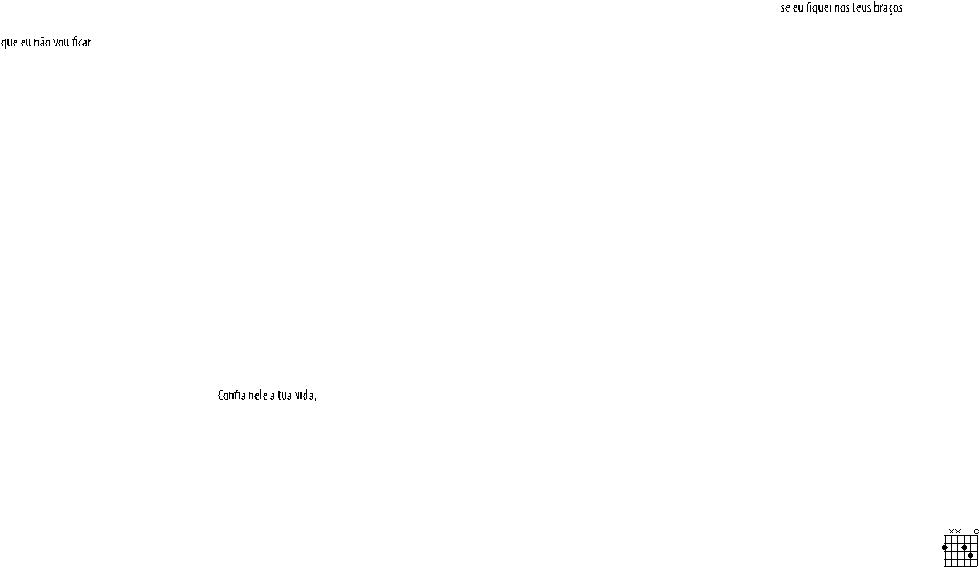 se eu fiquei nos teus braços
que eu não vou ficar
Confia nele a tua vida,